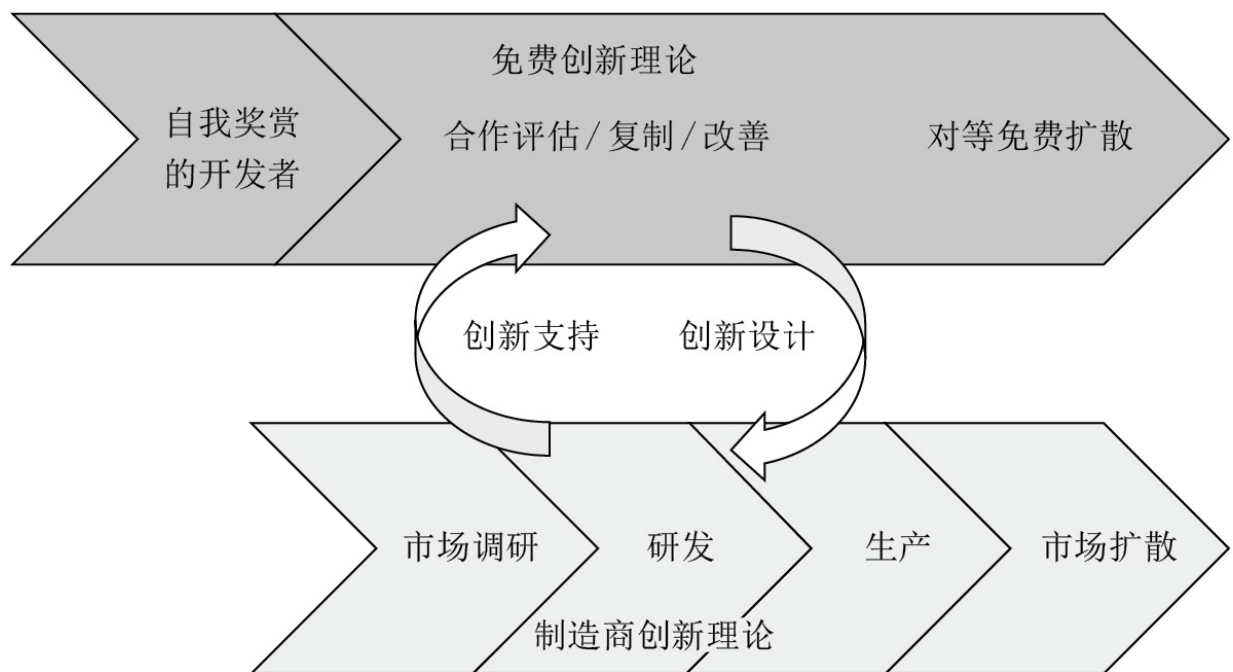 免费创新理论
自我奖赏
的开发者
合作评估/复制/改善
对等免费扩散
创新支持
创新设计
市场调研
研发
生产
市场扩散
制造商创新理论